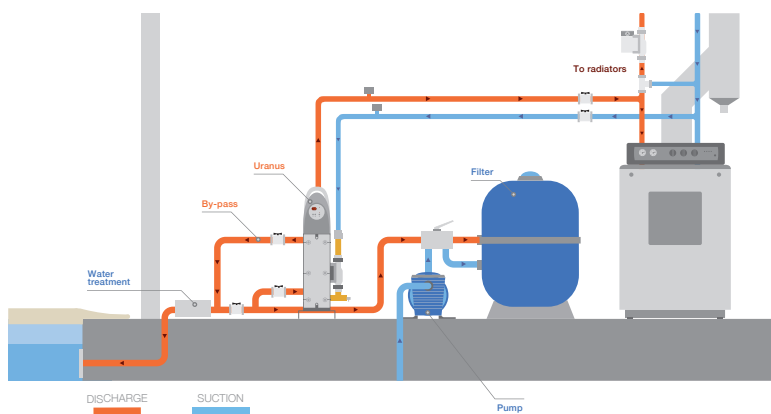 To radiators
Uranus
Filter
By-pass
Water
treatment
DISCHARGE
SUCTION
Pump